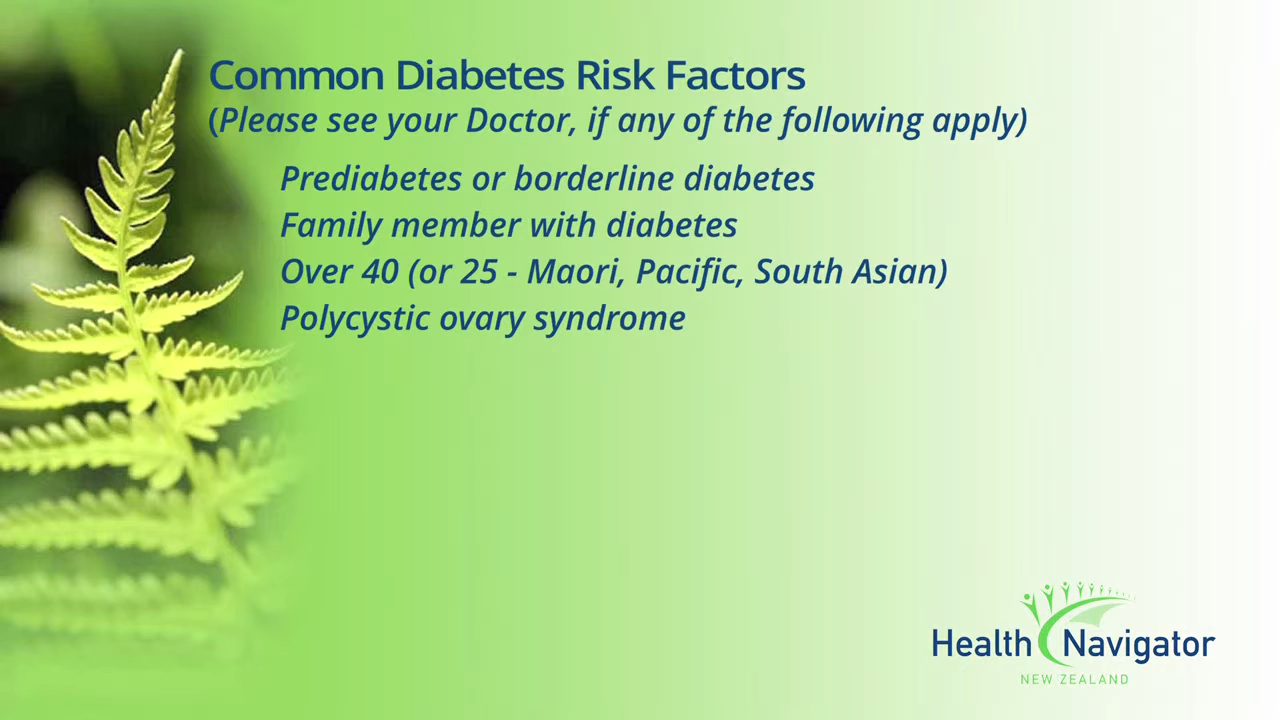 Common Diabetes Risk Factors
(Please see your Doctor, if any of the following apply)
Prediabetes or borderline diabetes
Family member with diabetes
Over 40 (or 25 - Maori, Pacific, South Asian)
Polycystic ovary syndrome
Health Navigator
NEW ZEALAND